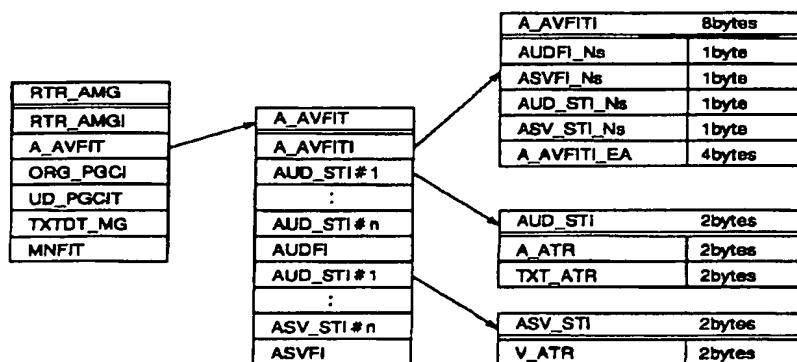 RTR_AMG
RTR_AMGI
A_AVFIT
ORG_PGCI
UD_PGCIT
TXTDT_MG
MNFIT
A_AVFIT
A_AVFITI
AUD_STI#1
:
AUD_STI#n
AUDFI
AUD_STI#1
:
ASV_STI#n
ASVFI
A_AVFITI 8bytes
AUDFI_Ns 1byte
ASVFI_Ns 1byte
AUD_STI_Ns 1byte
ASV_STI_Ns 1byte
A_AVFITI_EA 4bytes
AUD_STI 2bytes
A_ATR 2bytes
TXT_ATR 2bytes
ASV_STI 2bytes
V_ATR 2bytes